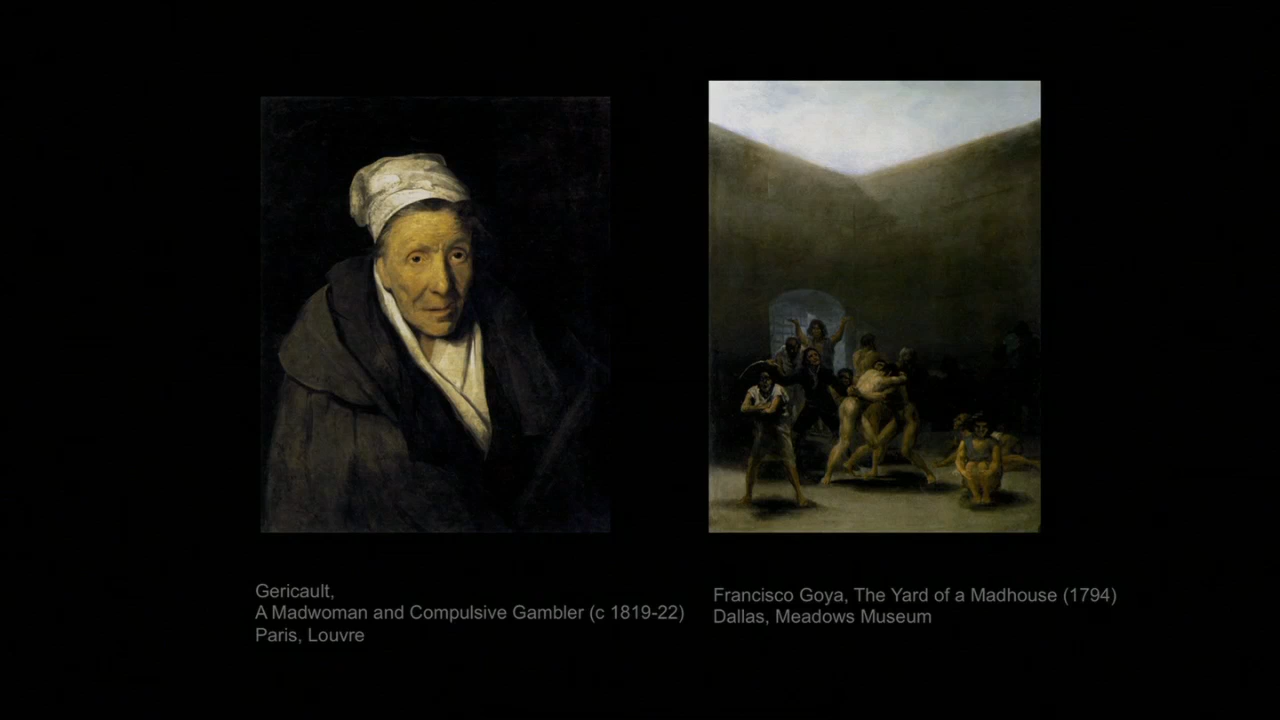 Gericault,
A Madwoman and Compulsive Gambler (c 1819-22)
Paris, Louvre
Francisco Goya, The Yard of a Madhouse (1794)
Dallas, Meadows Museum